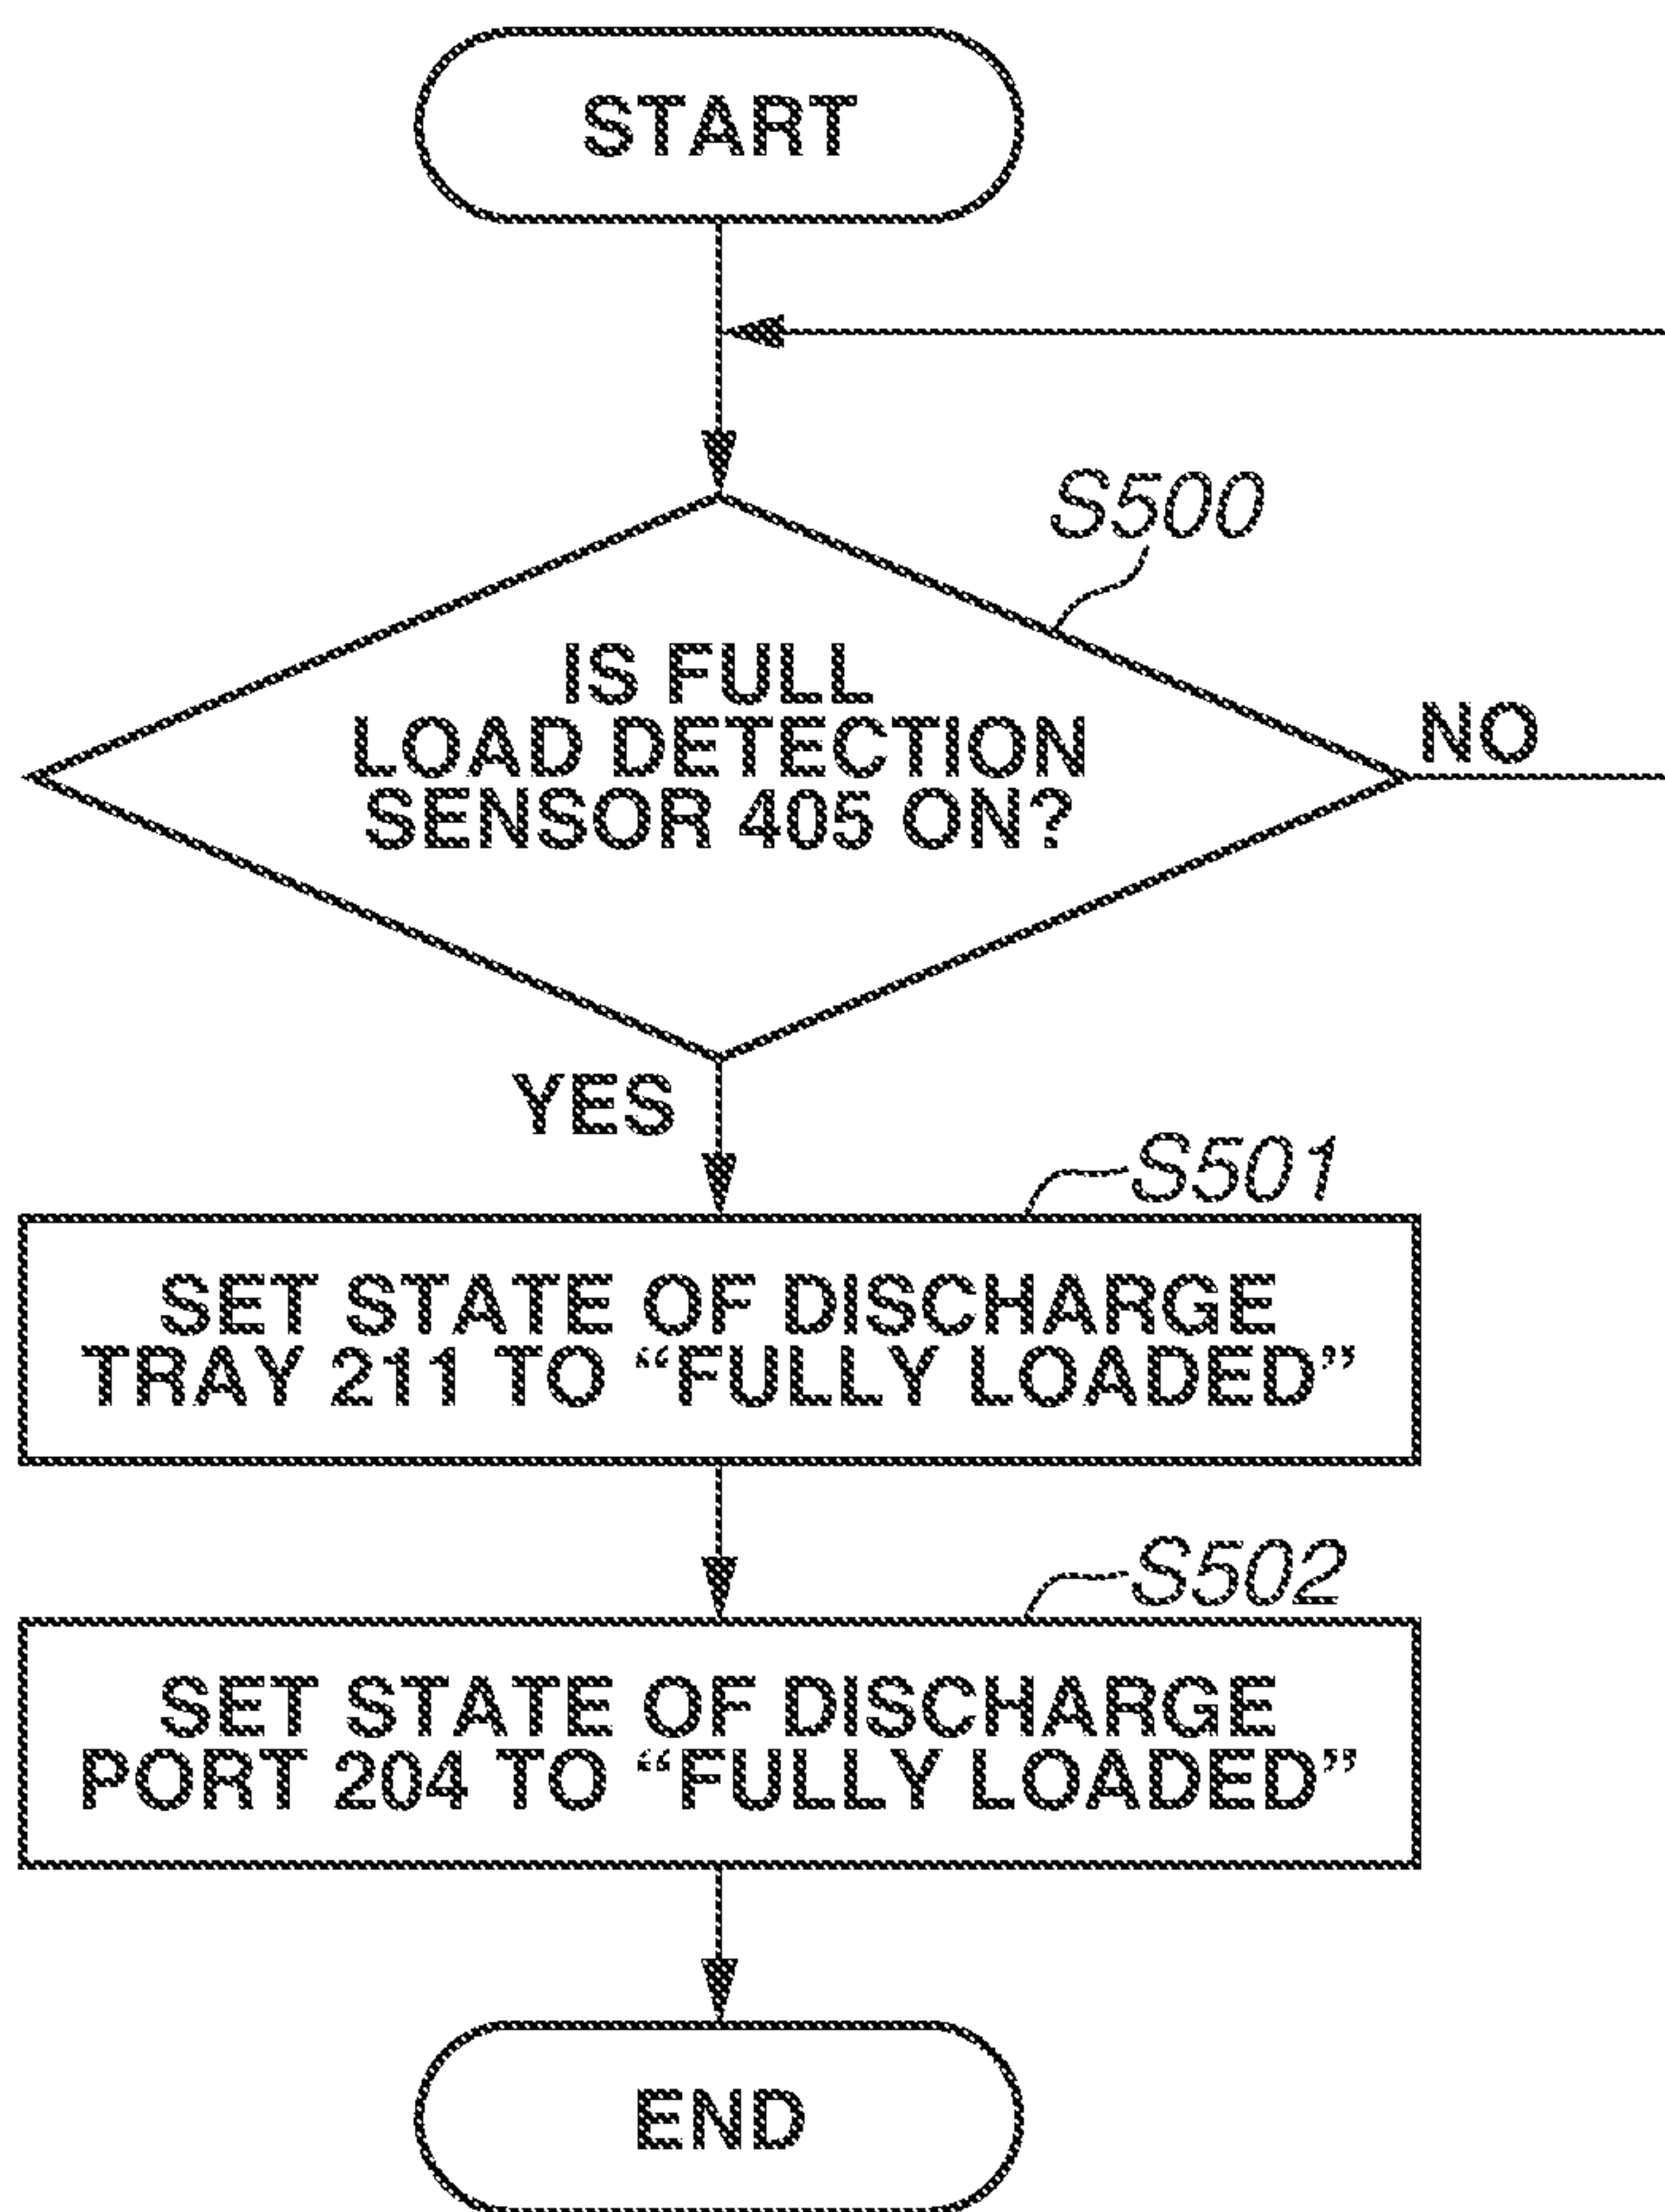 START
S500
IS FULL
LOAD DETECTION
SENSOR 405 ON?
NO
YES
S501
SET STATE OF DISCHARGE
TRAY 211 TO “FULLY LOADED”
S502
SET STATE OF DISCHARGE
PORT 204 TO “FULLY LOADED”
END